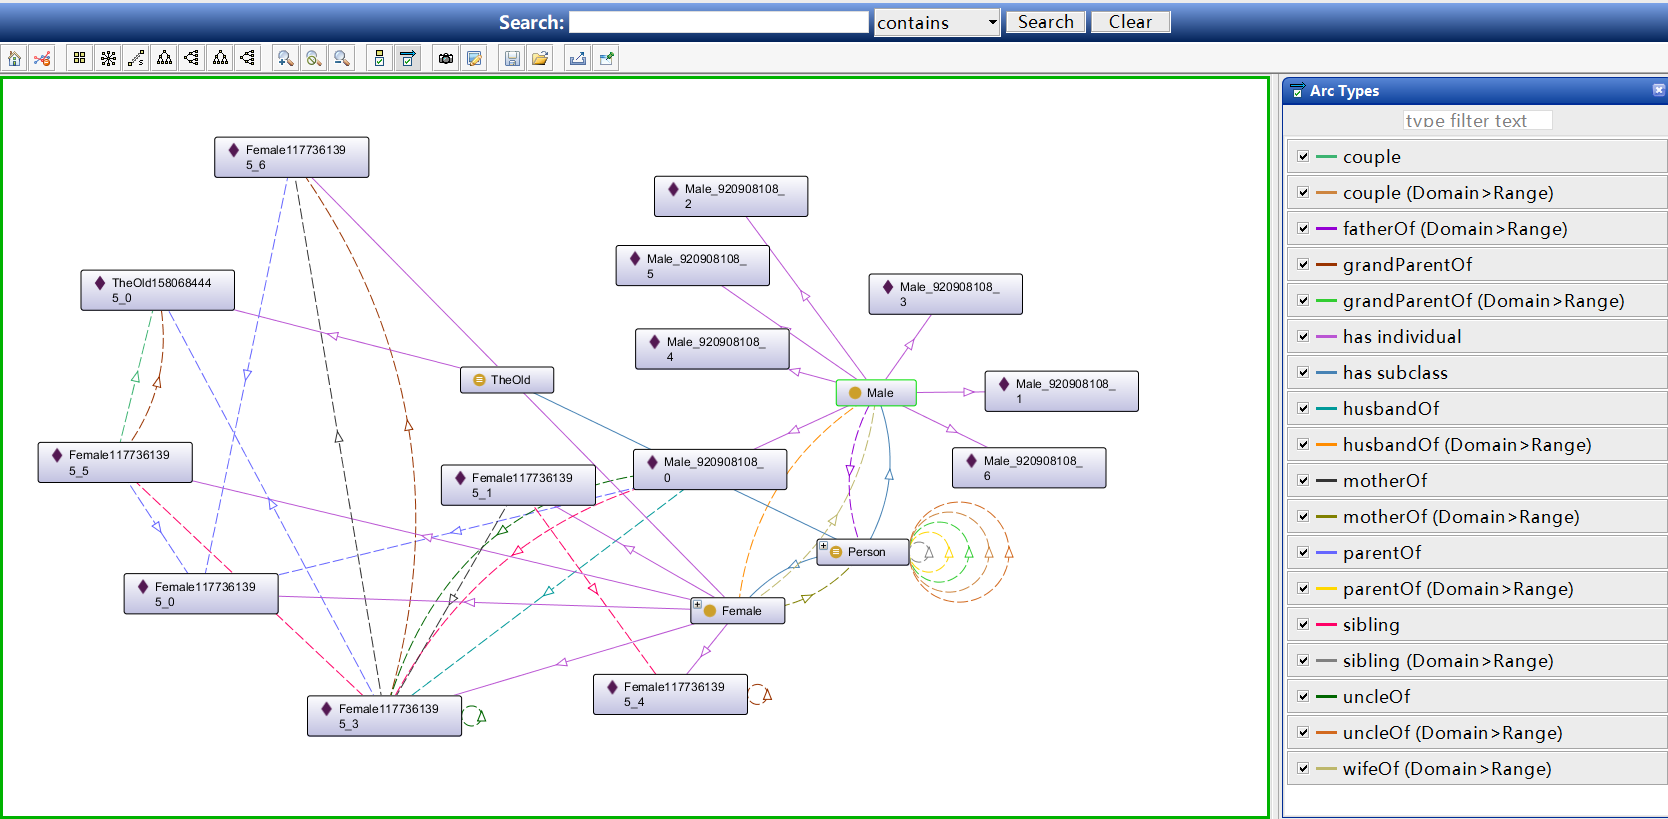 Search:
contains
Search
Clear
Arc Types
type filter text
couple
couple (Domain>Range)
fatherOf (Domain>Range)
grandParentOf
grandParentOf (Domain>Range)
has individual
has subclass
husbandOf
husbandOf (Domain>Range)
motherOf
motherOf (Domain>Range)
parentOf
parentOf (Domain>Range)
sibling
sibling (Domain>Range)
uncleOf
uncleOf (Domain>Range)
wifeOf (Domain>Range)
Female117736139
5_6
Male_920908108_
2
Male_920908108_
5
TheOld158068444
5_0
Male_920908108_
3
Male_920908108_
4
TheOld
Male
Male_920908108_
1
Female117736139
5_5
Male_920908108_
0
Female117736139
5_1
Male_920908108_
6
Person
Female117736139
5_0
Female
Female117736139
5_4
Female117736139
5_3